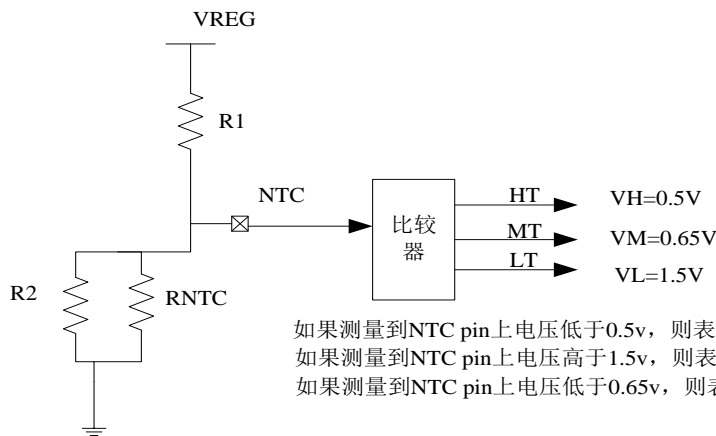 VREG
R1
NTC
HT
VH=0.5V
比较
器
MT
VM=0.65V
LT
VL=1.5V
R2
RNTC
如果测量到NTC pin上电压低于0.5v，则表
如果测量到NTC pin上电压高于1.5v，则表
如果测量到NTC pin上电压低于0.65v，则表